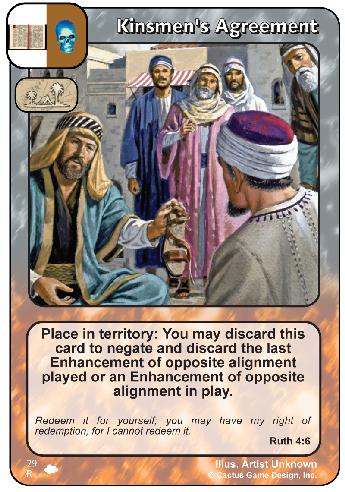 Kinsmen's Agreement
Place in territory: You may discard this
card to negate and discard the last
Enhancement of opposite alignment
played or an Enhancement of opposite
alignment in play.
Redeem it for yourself; you may have my right of
redemption, for I cannot redeem it.
Ruth 4:6
29
R
Illus. Artist Unknown
© Cactus Game Design, Inc.